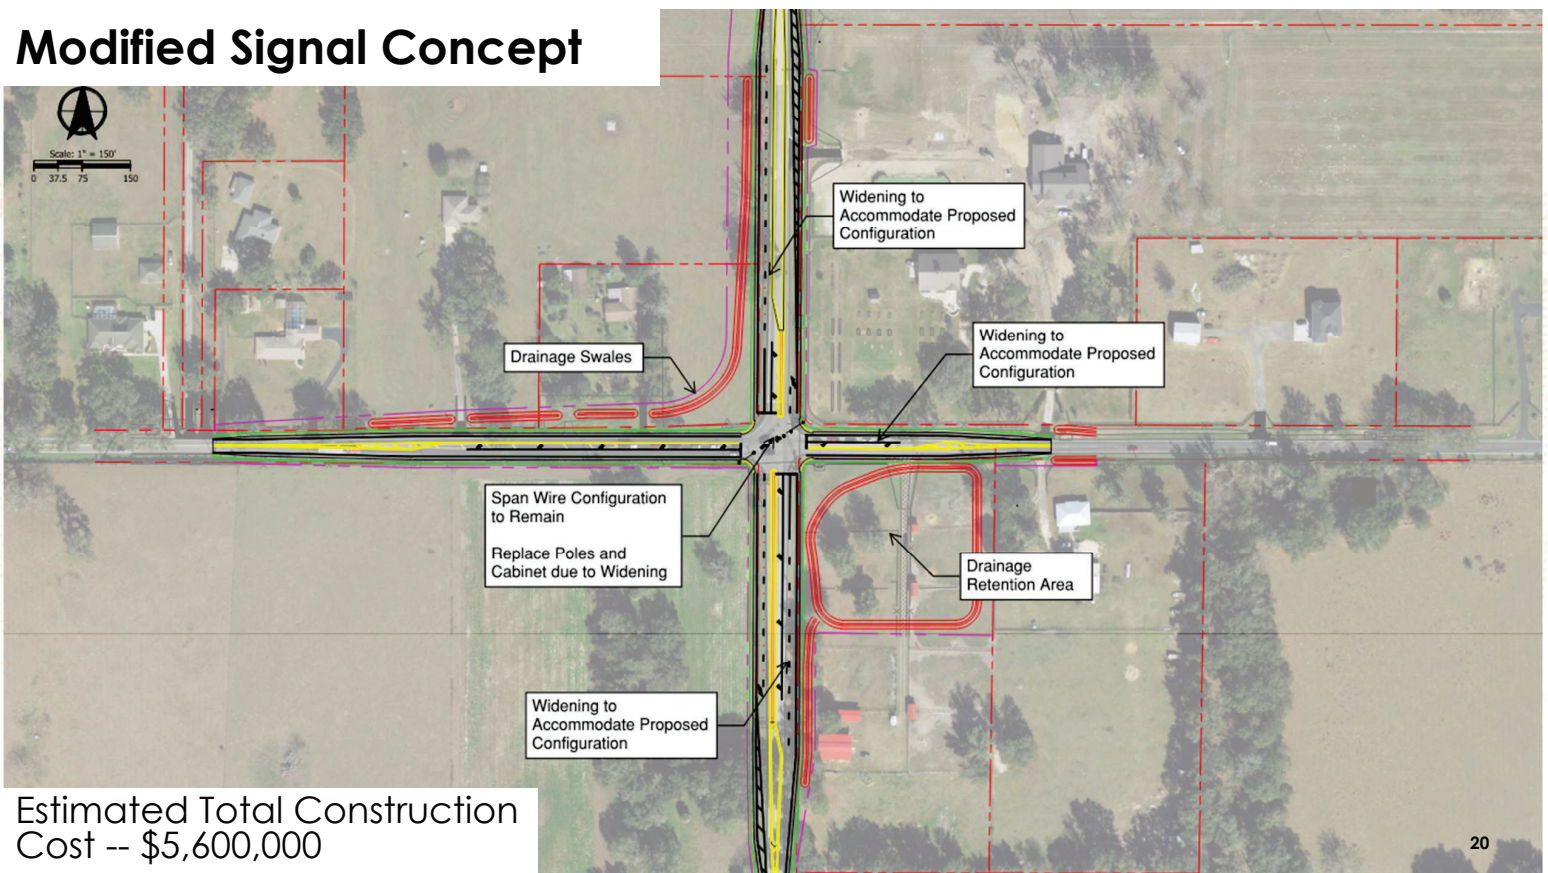 Modified Signal Concept
Scale: 1" = 150'
0 37.5 75 150
Widening to
Accommodate Proposed
Configuration
Widening to
Accommodate Proposed
Configuration
Drainage Swales
Span Wire Configuration
to Remain
Replace Poles and
Cabinet due to Widening
Drainage
Retention Area
Widening to
Accommodate Proposed
Configuration
Estimated Total Construction
Cost -- $5,600,000
20